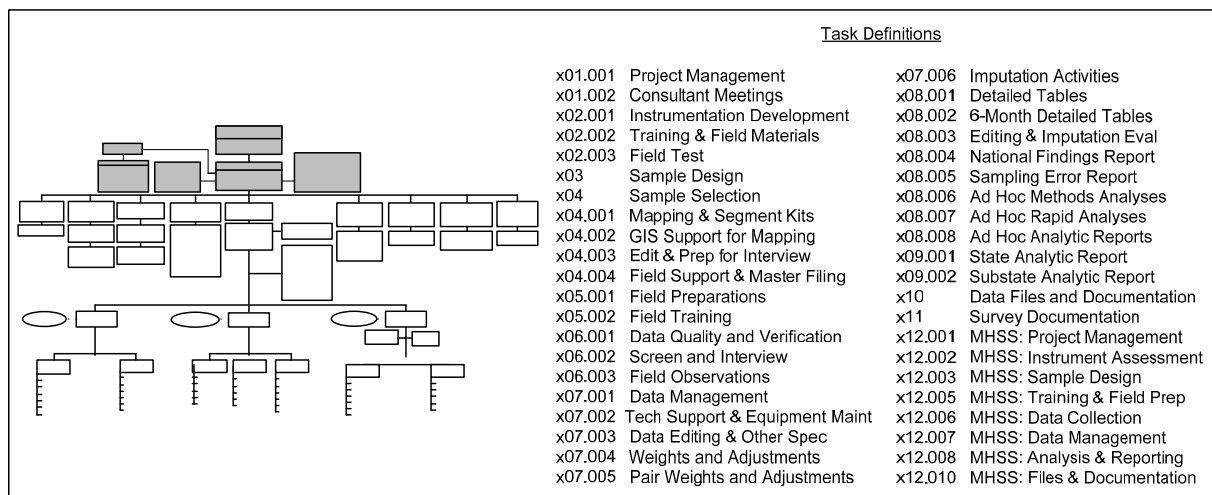 Task Definitions
x01.001 Project Management
x01.002 Consultant Meetings
x02.001 Instrumentation Development
x02.002 Training & Field Materials
x02.003 Field Test
x03 Sample Design
x04 Sample Selection
x04.001 Mapping & Segment Kits
x04.002 GIS Support for Mapping
x04.003 Edit & Prep for Interview
x04.004 Field Support & Master Filing
x05.001 Field Preparations
x05.002 Field Training
x06.001 Data Quality and Verification
x06.002 Screen and Interview
x06.003 Field Observations
x07.001 Data Management
x07.002 Tech Support & Equipment Maint
x07.003 Data Editing & Other Spec
x07.004 Weights and Adjustments
x07.005 Pair Weights and Adjustments
x07.006 Imputation Activities
x08.001 Detailed Tables
x08.002 6-Month Detailed Tables
x08.003 Editing & Imputation Eval
x08.004 National Findings Report
x08.005 Sampling Error Report
x08.006 Ad Hoc Methods Analyses
x08.007 Ad Hoc Rapid Analyses
x08.008 Ad Hoc Analytic Reports
x09.001 State Analytic Report
x09.002 Substate Analytic Report
x10 Data Files and Documentation
x11 Survey Documentation
x12.001 MHSS: Project Management
x12.002 MHSS: Instrument Assessment
x12.003 MHSS: Sample Design
x12.005 MHSS: Training & Field Prep
x12.006 MHSS: Data Collection
x12.007 MHSS: Data Management
x12.008 MHSS: Analysis & Reporting
x12.010 MHSS: Files & Documentation